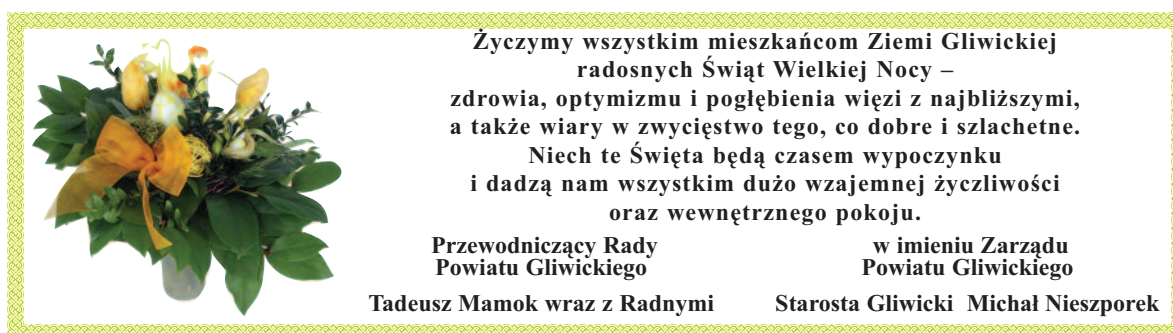 Życzymy wszystkim mieszkańcom Ziemi Gliwickiej
radosnych Świąt Wielkiej Nocy –
zdrowia, optymizmu i pogłębienia więzi z najbliższymi,
a także wiary w zwycięstwo tego, co dobre i szlachetne.
Niech te Święta będą czasem wypoczynku
i dadzą nam wszystkim dużo wzajemnej życzliwości
oraz wewnętrznego pokoju.
Przewodniczący Rady
Powiatu Gliwickiego
Tadeusz Mamok wraz z Radnymi
w imieniu Zarządu
Powiatu Gliwickiego
Starosta Gliwicki Michał Nieszporek